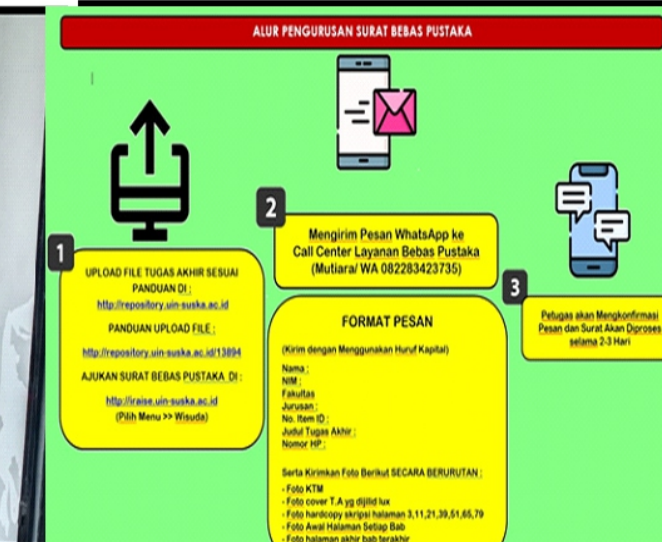 ALUR PENGURUSAN SURAT BEBAS PUSTAKA
1
UPLOAD FILE TUGAS AKHIR SESUAI
PANDUAN DI :
http://repository.uin-suska.ac.id
PANDUAN UPLOAD FILE :
http://repository.uin-suska.ac.id/13894
AJUKAN SURAT BEBAS PUSTAKA DI :
http://iraise.uin-suska.ac.id
(Pilih Menu >> Wisuda)
2
Mengirim Pesan WhatsApp ke
Call Center Layanan Bebas Pustaka
(Mutiara/ WA 082283423735)
FORMAT PESAN
(Kirim dengan Menggunakan Huruf Kapital)
Nama :
NIM :
Fakultas
Jurusan :
No. Item ID :
Judul Tugas Akhir :
Nomor HP :
Serta Kirimkan Foto Berikut SECARA BERURUTAN :
- Foto KTM
- Foto cover T.A yg dijilid lux
- Foto hardcopy skripsi halaman 3,11,21,39,51,65,79
- Foto Awal Halaman Setiap Bab
- Foto halaman akhir bab terakhir
3
Petugas akan Mengkonfirmasi
Pesan dan Surat Akan Diproses
selama 2-3 Hari